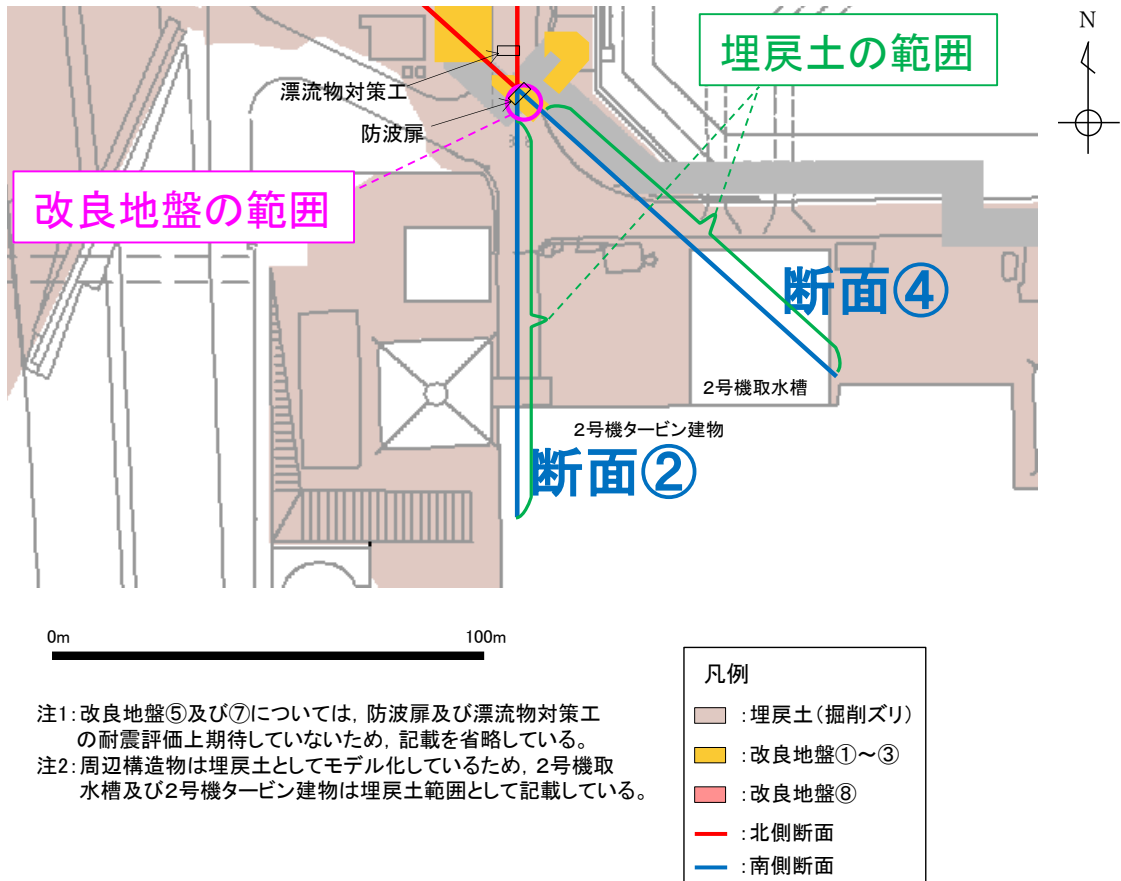 N
埋戻土の範囲
漂流物対策工
防波扉
改良地盤の範囲
断面④
2号機取水槽
2号機タービン建物
断面②
0m
100m
注1:改良地盤⑤及び⑦については,防波扉及び漂流物対策工
の耐震評価上期待していないため,記載を省略している。
注2:周辺構造物は埋戻土としてモデル化しているため,2号機取
水槽及び2号機タービン建物は埋戻土範囲として記載している。
凡例
:埋戻土(掘削ズリ)
:改良地盤①~③
:改良地盤⑧
:北側断面
:南側断面